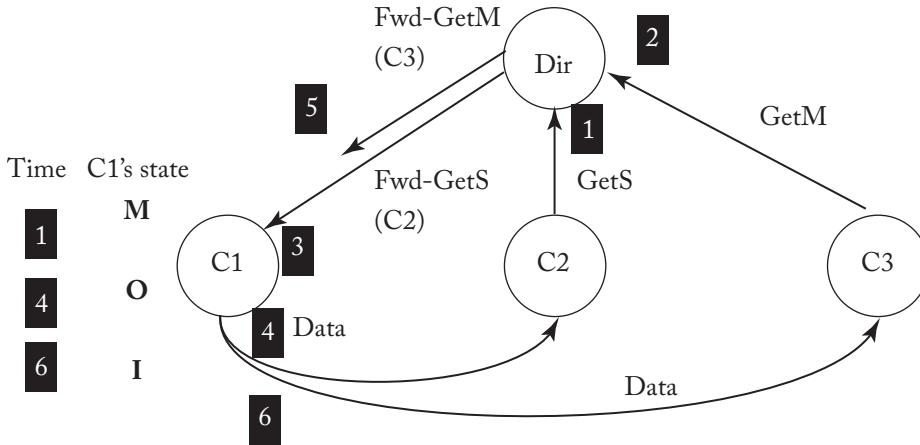 Fwd-GetM
(C3)
Dir
2
5
1
GetM
Time C1's state
Fwd-GetS
(C2)
GetS
M
1
3
C1
C2
C3
O
4
4 Data
6
I
Data
6